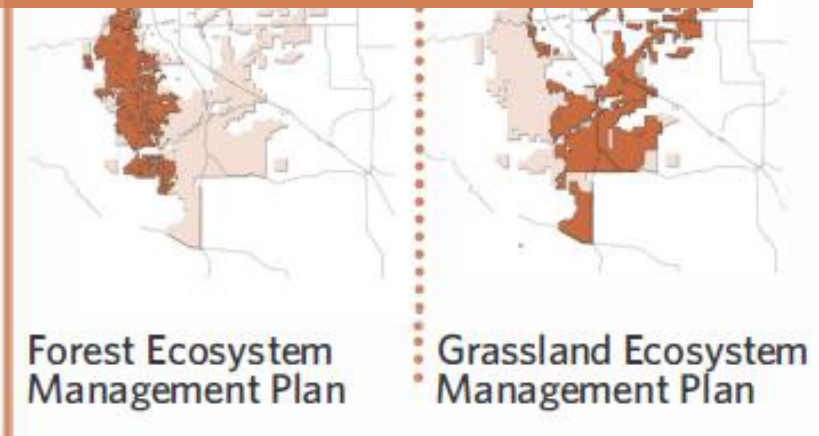 Forest Ecosystem
Management Plan
Grassland Ecosystem
Management Plan